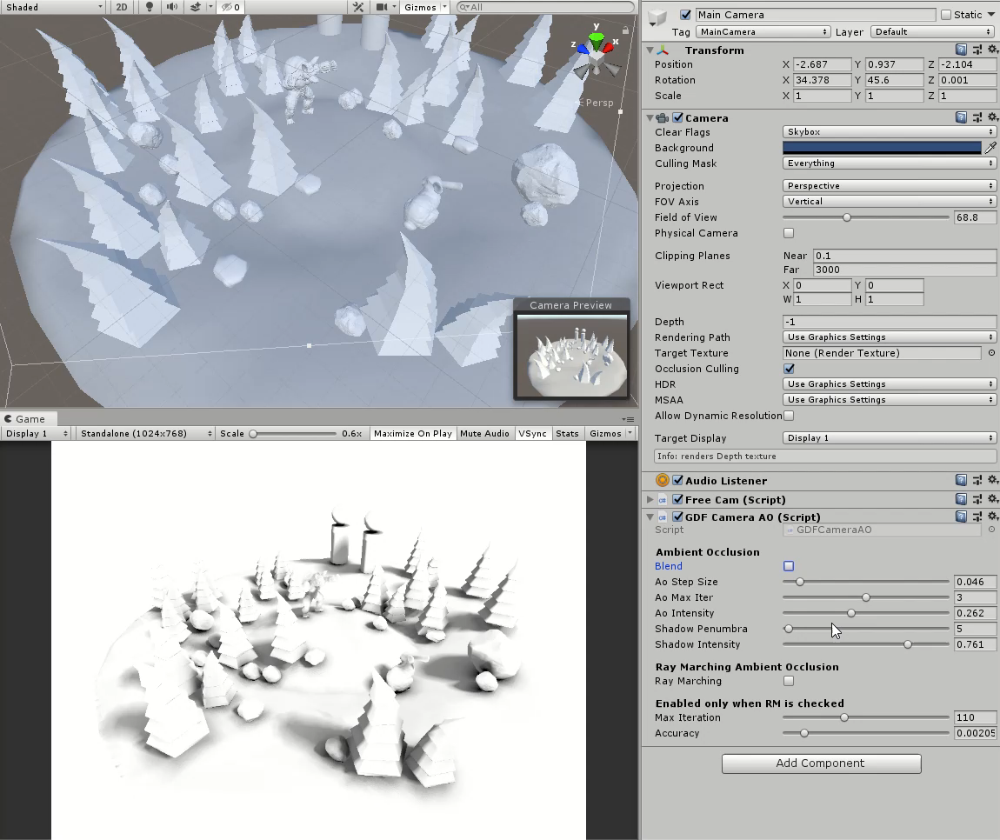 Shaded 2D 0 Gizmos All
y
z x
Persp
Camera Preview
Game
Display 1 Standalone (1024x768) Scale 0.6x Maximize On Play Mute Audio VSync Stats Gizmos
Main Camera Static
Tag MainCamera Layer Default
Transform
Position X -2.687 Y 0.937 Z -2.104
Rotation X 34.378 Y 45.6 Z 0.001
Scale X 1 Y 1 Z 1
Camera
Clear Flags Skybox
Background
Culling Mask Everything
Projection Perspective
FOV Axis Vertical
Field of View 68.8
Physical Camera
Clipping Planes Near 0.1
Far 3000
Viewport Rect X 0 Y 0
W 1 H 1
Depth -1
Rendering Path Use Graphics Settings
Target Texture None (Render Texture)
Occlusion Culling
HDR Use Graphics Settings
MSAA Use Graphics Settings
Allow Dynamic Resolution
Target Display Display 1
Info: renders Depth texture
Audio Listener
Free Cam (Script)
GDF Camera AO (Script)
Script GDFCameraAO
Ambient Occlusion
Blend
Ao Step Size 0.046
Ao Max Iter 3
Ao Intensity 0.262
Shadow Penumbra 5
Shadow Intensity 0.761
Ray Marching Ambient Occlusion
Ray Marching
Enabled only when RM is checked
Max Iteration 110
Accuracy 0.00205
Add Component